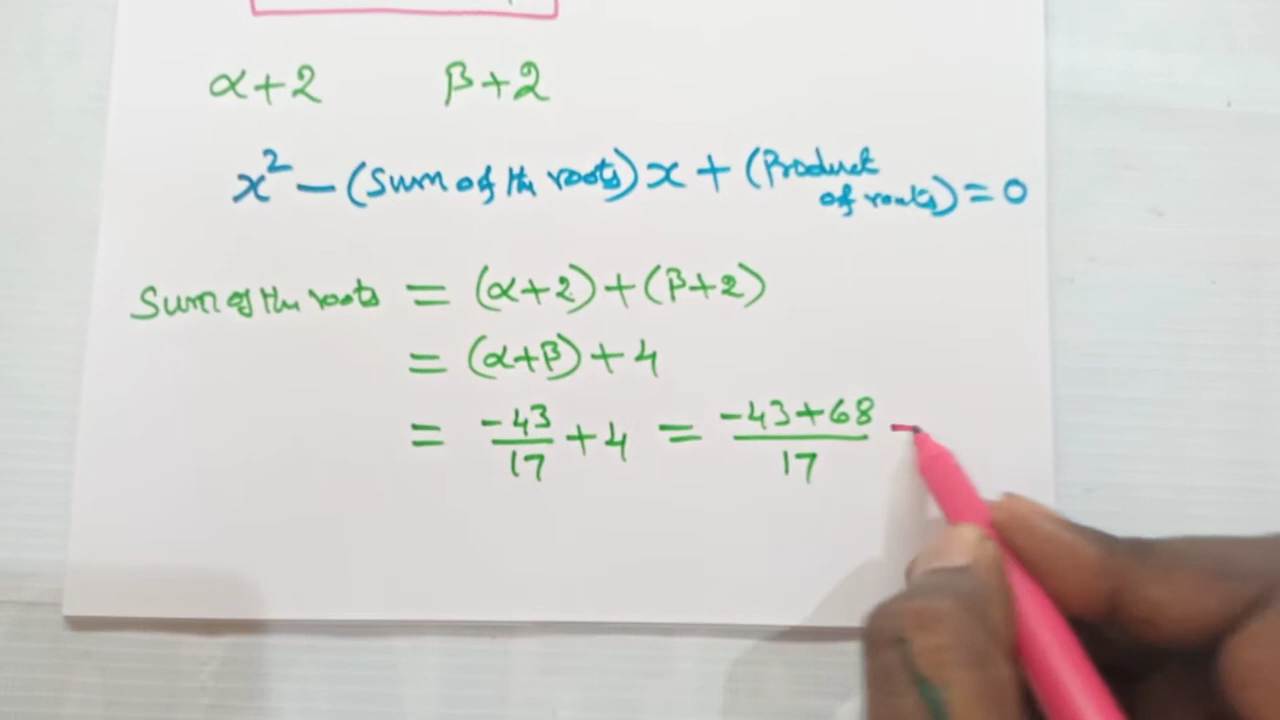 α+2 β+2
x² – (Sum of the roots) x + (Product
of roots) = 0
Sum of the roots = (α+2)+(β+2)
= (α+β)+4
= -43/17 + 4 = -43+68/17